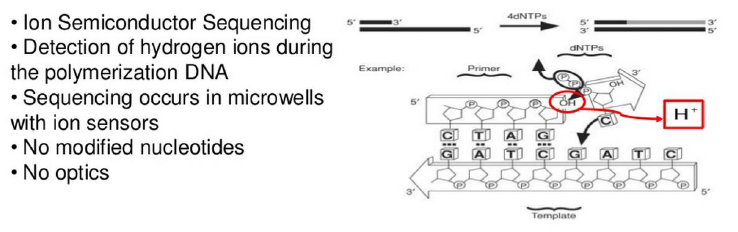 • Ion Semiconductor Sequencing
• Detection of hydrogen ions during
the polymerization DNA
• Sequencing occurs in microwells
with ion sensors
• No modified nucleotides
• No optics
5′ 3′ 5′
4dNTPs
5′ 3′
3′ 5′
dNTPs
Example:
Primer
3′
P P P OH
5′ P P P OH
H⁺
C
C T A G
G A T C G A T C
P P P P P P P
3′ 5′
Template